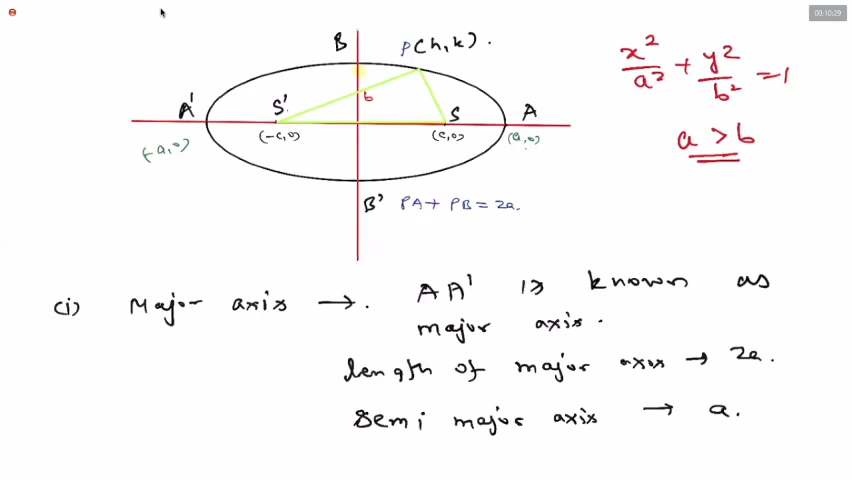 00:10:29
B
P(h,k).
x²/a² + y²/b² = 1
a > b
A'
S'
b
S
A
(-a,0)
(-c,0)
(c,0)
(a,0)
B'
PA + PB = 2a.
(i) Major axis → . AA' is known as
major axis.
length of major axis → 2a.
Semi major axis → a.